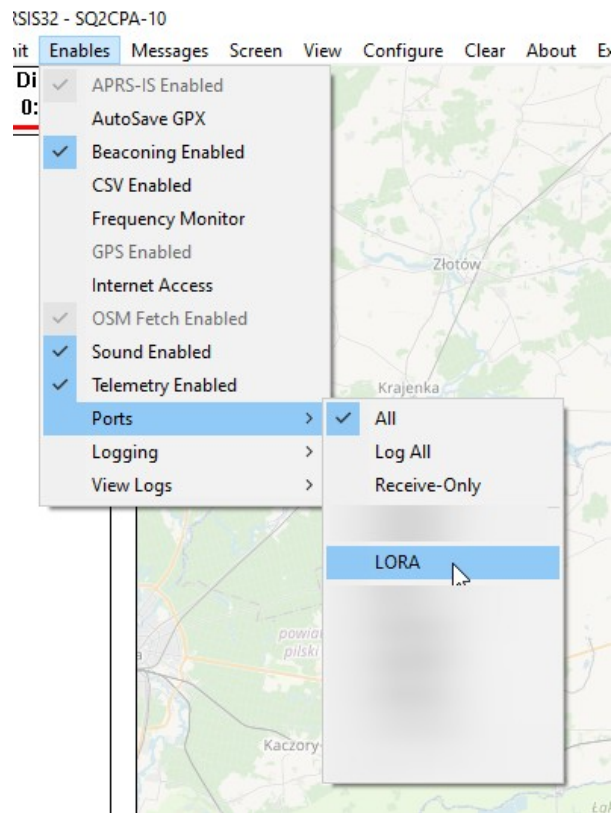 RSIS32 - SQ2CPA-10
nit Enables Messages Screen View Configure Clear About Ex
Di
0:
APRS-IS Enabled
AutoSave GPX
Beaconing Enabled
CSV Enabled
Frequency Monitor
GPS Enabled
Internet Access
OSM Fetch Enabled
Sound Enabled
Telemetry Enabled
Ports
Logging
View Logs
All
Log All
Receive-Only
LORA
Złotów
Krajenka
powiat
pilski
Kaczory